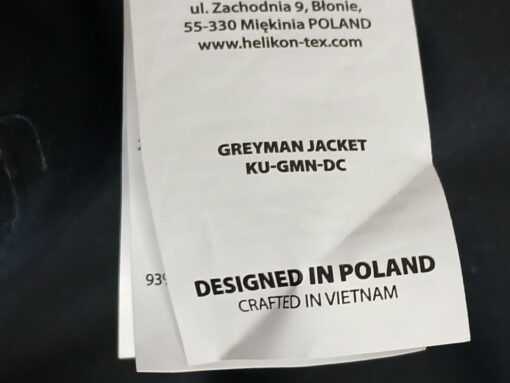 ul. Zachodnia 9, Błonie,
55-330 Miękinia POLAND
www.helikon-tex.com
GREYMAN JACKET
KU-GMN-DC
939
DESIGNED IN POLAND
CRAFTED IN VIETNAM